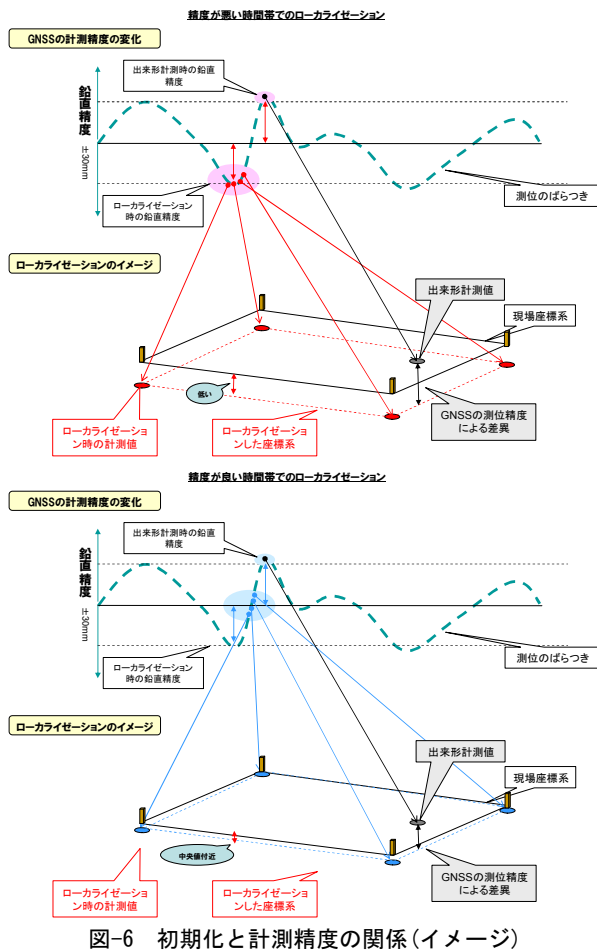 精度が悪い時間帯でのローカライゼーション
GNSSの計測精度の変化
出来形計測時の鉛直
精度
鉛直精度
±30mm
ローカライゼーション
時の鉛直精度
測位のばらつき
ローカライゼーションのイメージ
出来形計測値
現場座標系
低い
ローカライゼーショ
ン時の計測値
ローカライゼーショ
ンした座標系
GNSSの測位精度
による差異
精度が良い時間帯でのローカライゼーション
GNSSの計測精度の変化
出来形計測時の鉛直
精度
鉛直精度
±30mm
ローカライゼーション
時の鉛直精度
測位のばらつき
ローカライゼーションのイメージ
出来形計測値
現場座標系
中央値付近
ローカライゼーショ
ン時の計測値
ローカライゼーショ
ンした座標系
GNSSの測位精度
による差異
図-6 初期化と計測精度の関係(イメージ)